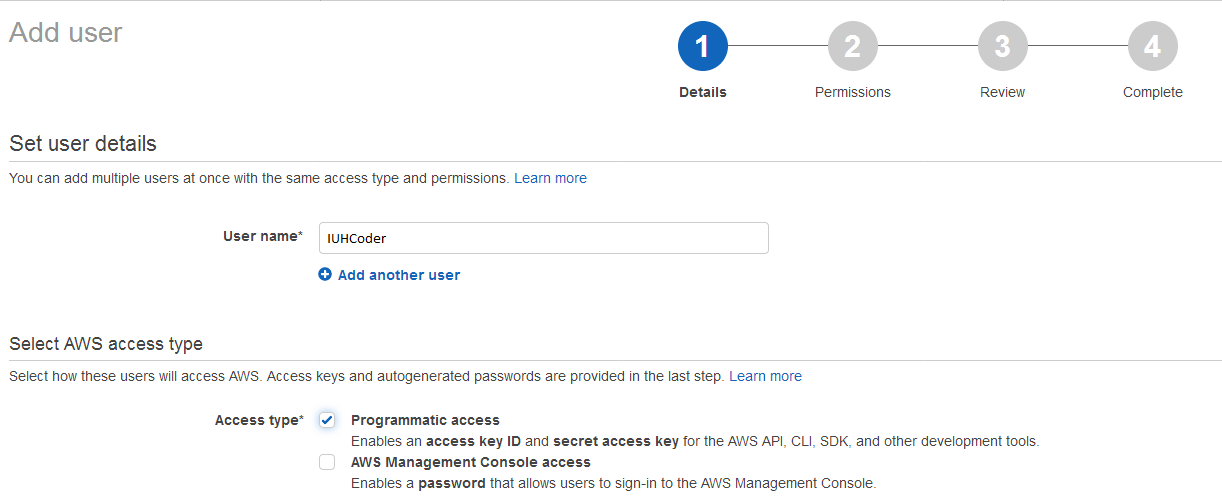 Add user
1 2 3 4
Details Permissions Review Complete
Set user details
You can add multiple users at once with the same access type and permissions. Learn more
User name* IUHCoder
Add another user
Select AWS access type
Select how these users will access AWS. Access keys and autogenerated passwords are provided in the last step. Learn more
Access type* Programmatic access
Enables an access key ID and secret access key for the AWS API, CLI, SDK, and other development tools.
AWS Management Console access
Enables a password that allows users to sign-in to the AWS Management Console.